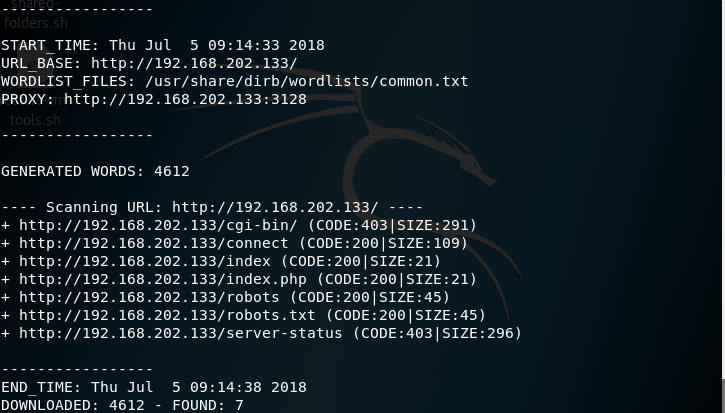 -----------------
shared-
folders.sh
START_TIME: Thu Jul  5 09:14:33 2018
URL_BASE: http://192.168.202.133/
WORDLIST_FILES: /usr/share/dirb/wordlists/common.txt
PROXY: http://192.168.202.133:3128
tools.sh
-----------------
GENERATED WORDS: 4612
---- Scanning URL: http://192.168.202.133/ ----
+ http://192.168.202.133/cgi-bin/ (CODE:403|SIZE:291)
+ http://192.168.202.133/connect (CODE:200|SIZE:109)
+ http://192.168.202.133/index (CODE:200|SIZE:21)
+ http://192.168.202.133/index.php (CODE:200|SIZE:21)
+ http://192.168.202.133/robots (CODE:200|SIZE:45)
+ http://192.168.202.133/robots.txt (CODE:200|SIZE:45)
+ http://192.168.202.133/server-status (CODE:403|SIZE:296)
-----------------
END_TIME: Thu Jul  5 09:14:38 2018
DOWNLOADED: 4612 - FOUND: 7